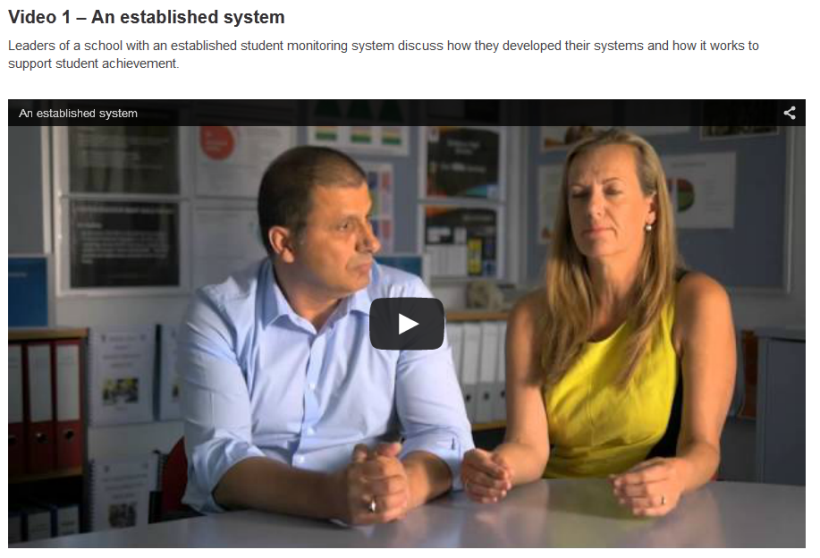 Video 1 – An established system
Leaders of a school with an established student monitoring system discuss how they developed their systems and how it works to
support student achievement.
An established system